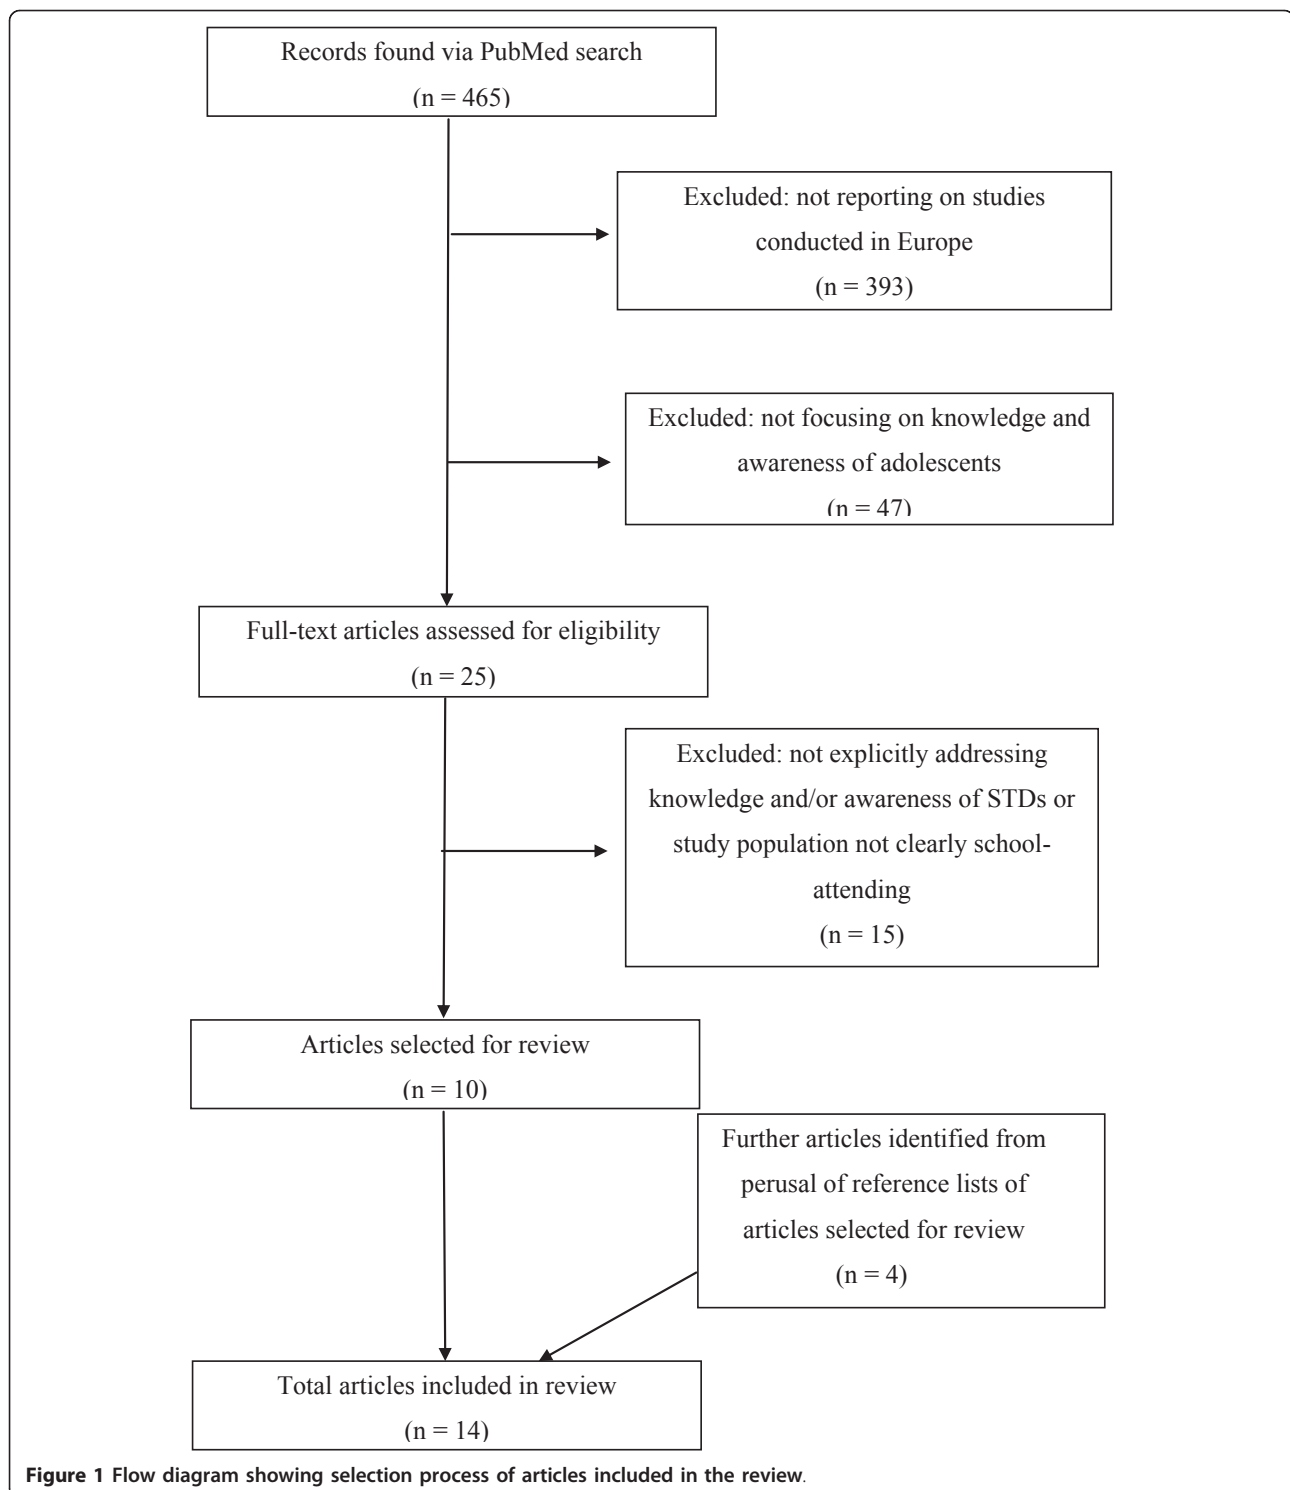 Records found via PubMed search
(n = 465)
Excluded: not reporting on studies
conducted in Europe
(n = 393)
Excluded: not focusing on knowledge and
awareness of adolescents
(n = 47)
Full-text articles assessed for eligibility
(n = 25)
Excluded: not explicitly addressing
knowledge and/or awareness of STDs or
study population not clearly school-
attending
(n = 15)
Articles selected for review
(n = 10)
Further articles identified from
perusal of reference lists of
articles selected for review
(n = 4)
Total articles included in review
(n = 14)
Figure 1 Flow diagram showing selection process of articles included in the review.